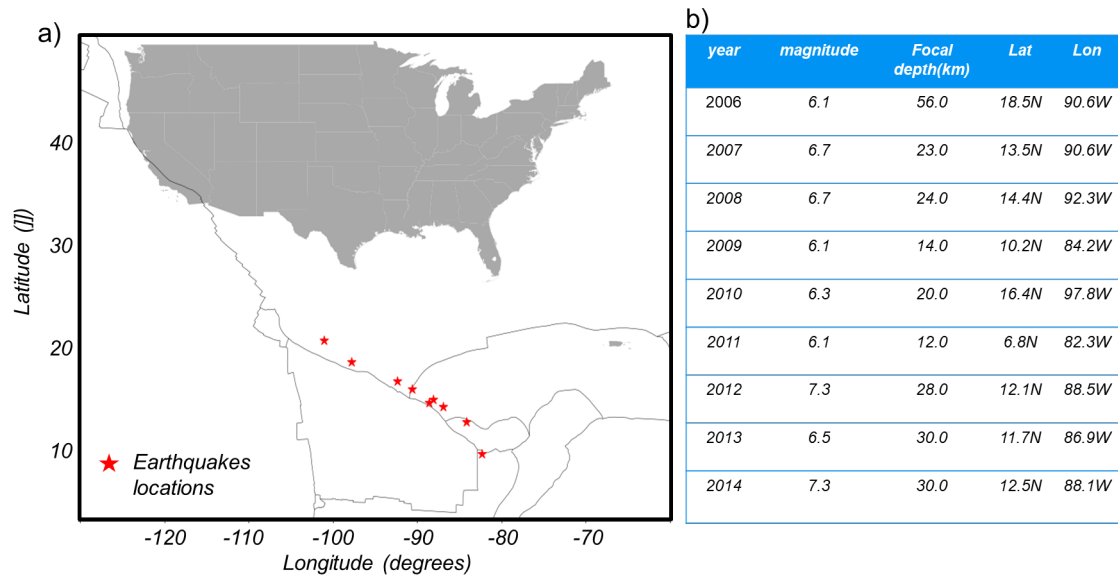 a)
Latitude (]])
40
30
20
10
Earthquakes
locations
-120 -110 -100 -90 -80 -70
Longitude (degrees)
b)
year magnitude Focal depth(km) Lat Lon
2006 6.1 56.0 18.5N 90.6W
2007 6.7 23.0 13.5N 90.6W
2008 6.7 24.0 14.4N 92.3W
2009 6.1 14.0 10.2N 84.2W
2010 6.3 20.0 16.4N 97.8W
2011 6.1 12.0 6.8N 82.3W
2012 7.3 28.0 12.1N 88.5W
2013 6.5 30.0 11.7N 86.9W
2014 7.3 30.0 12.5N 88.1W